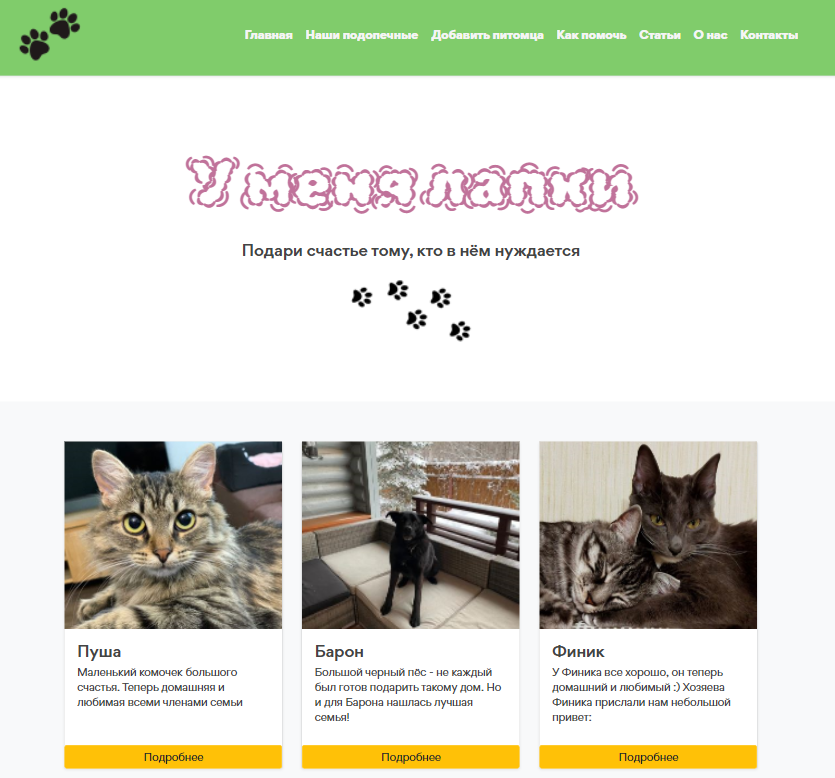 Главная Наши подопечные Добавить питомца Как помочь Статьи О нас Контакты
У меня лапки
Подари счастье тому, кто в нём нуждается
Пуша
Маленький комочек большого
счастья. Теперь домашняя и
любимая всеми членами семьи
Подробнее
Барон
Большой черный пёс - не каждый
был готов подарить такому дом. Но
и для Барона нашлась лучшая
семья!
Подробнее
Финик
У Финика все хорошо, он теперь
домашний и любимый :) Хозяева
Финика прислали нам небольшой
привет:
Подробнее